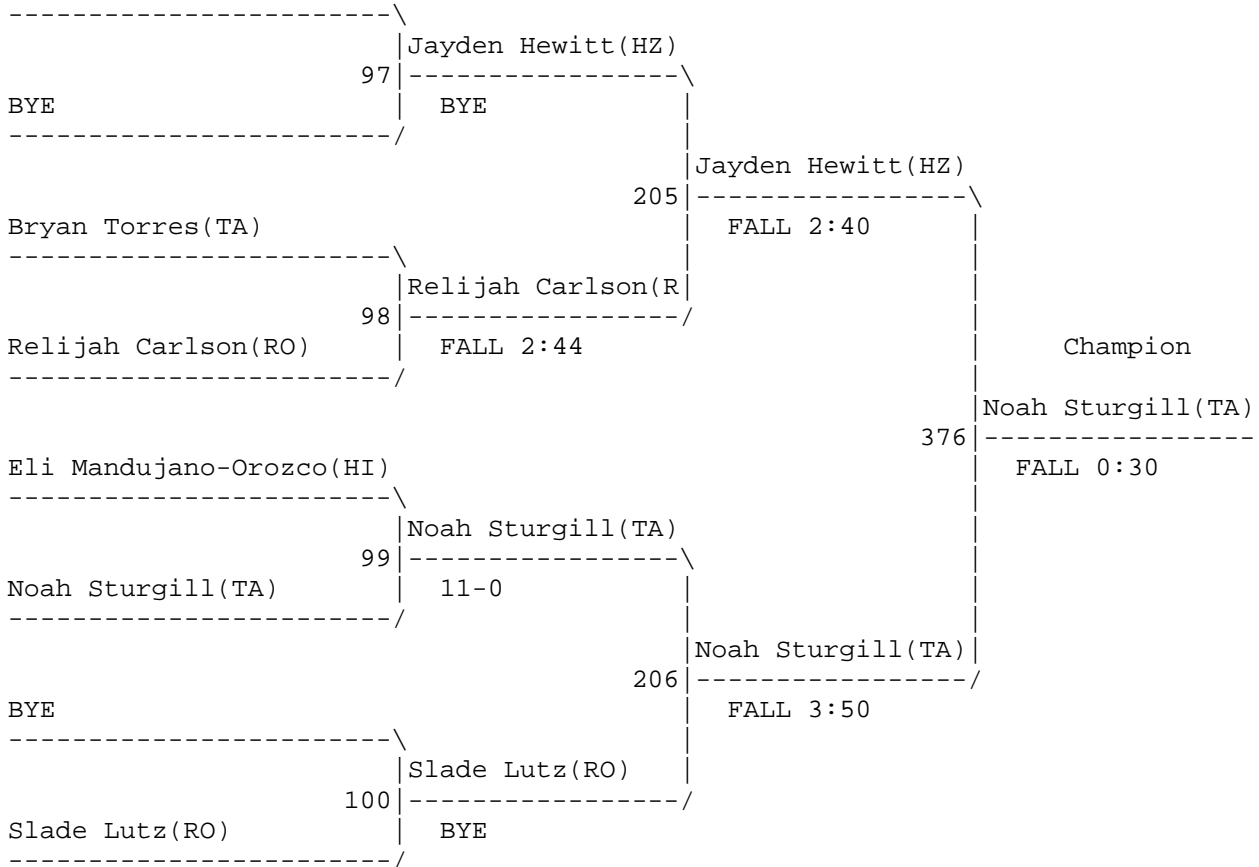 ------------------------\
|Jayden Hewitt(HZ)
97|-----------------\
BYE | BYE |
------------------------/ |
|Jayden Hewitt(HZ)
205|-----------------\
Bryan Torres(TA) | FALL 2:40 |
------------------------\ | |
|Relijah Carlson(R| |
98|-----------------/ |
Relijah Carlson(RO) | FALL 2:44 | Champion
------------------------/ |
|Noah Sturgill(TA)
376|-----------------
Eli Mandujano-Orozco(HI) | FALL 0:30
------------------------\ |
|Noah Sturgill(TA) |
99|-----------------\ |
Noah Sturgill(TA) | 11-0 | |
------------------------/ | |
|Noah Sturgill(TA)|
206|-----------------/
BYE | FALL 3:50
------------------------\ |
|Slade Lutz(RO) |
100|-----------------/
Slade Lutz(RO) | BYE
------------------------/